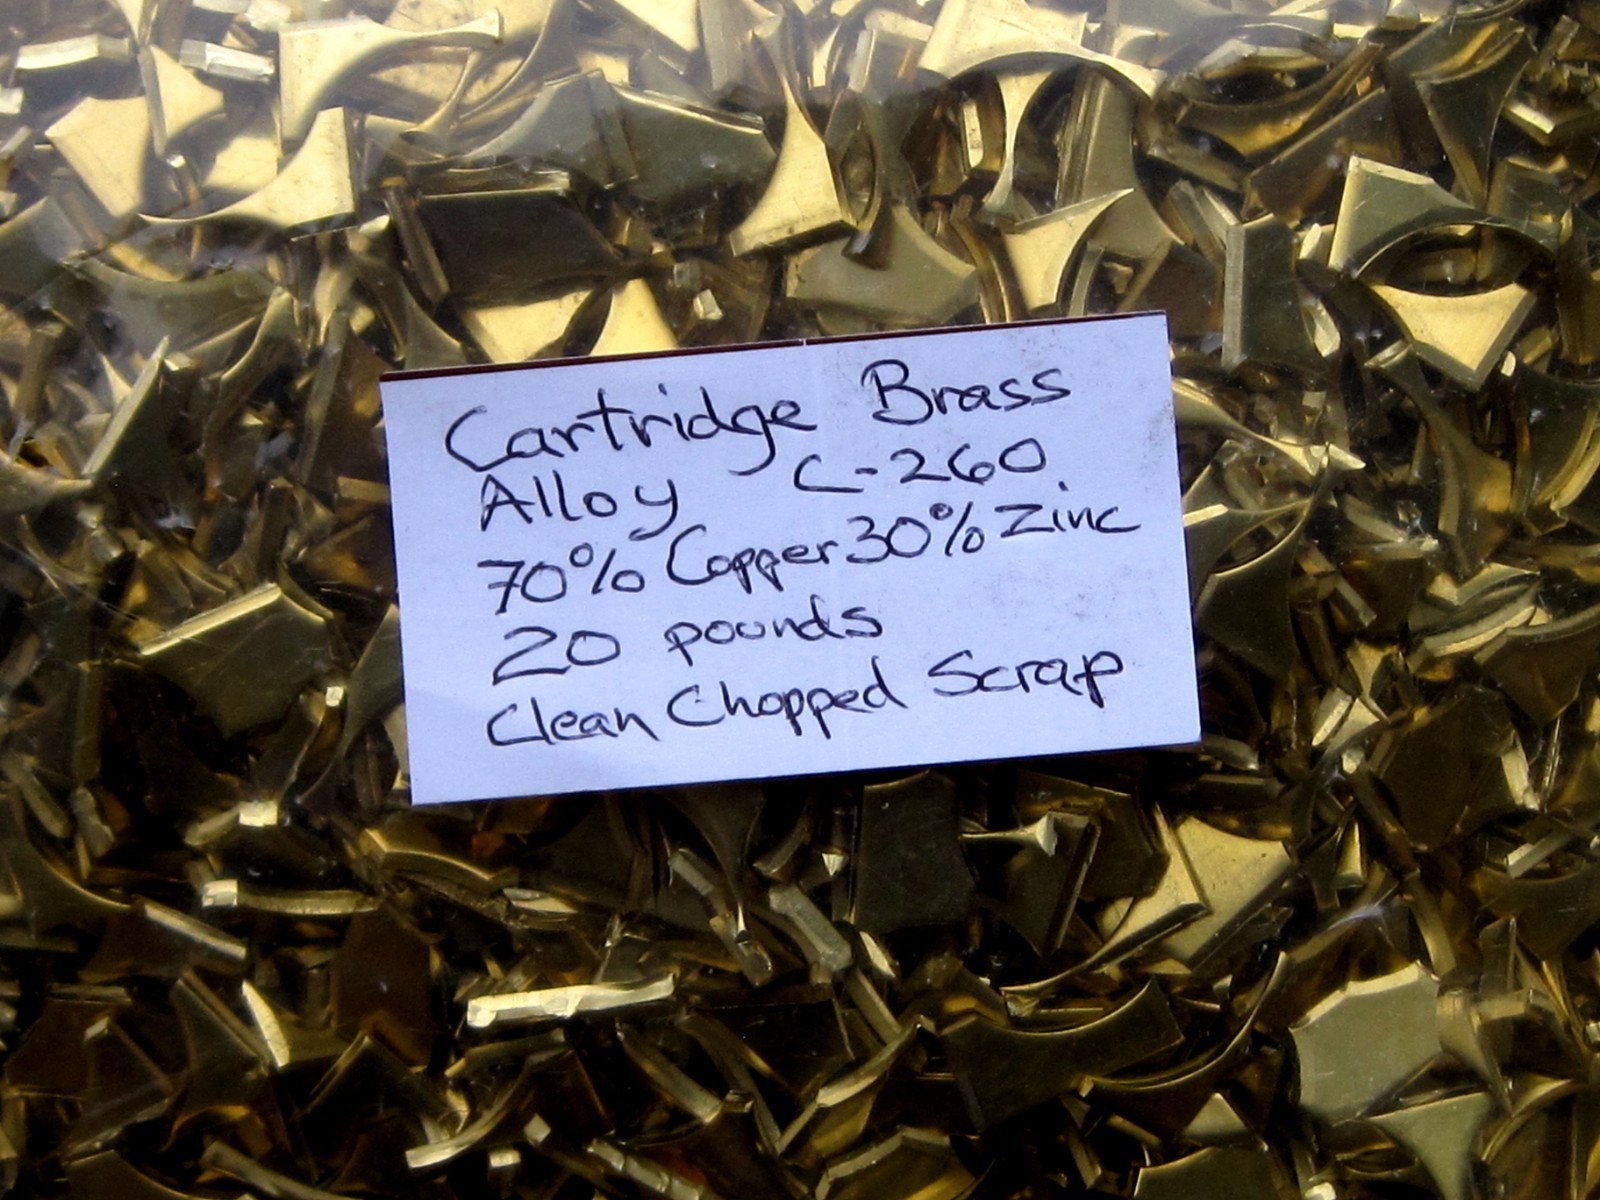 Cartridge Brass
Alloy C-260
70% Copper 30% Zinc
20 pounds
Clean Chopped Scrap